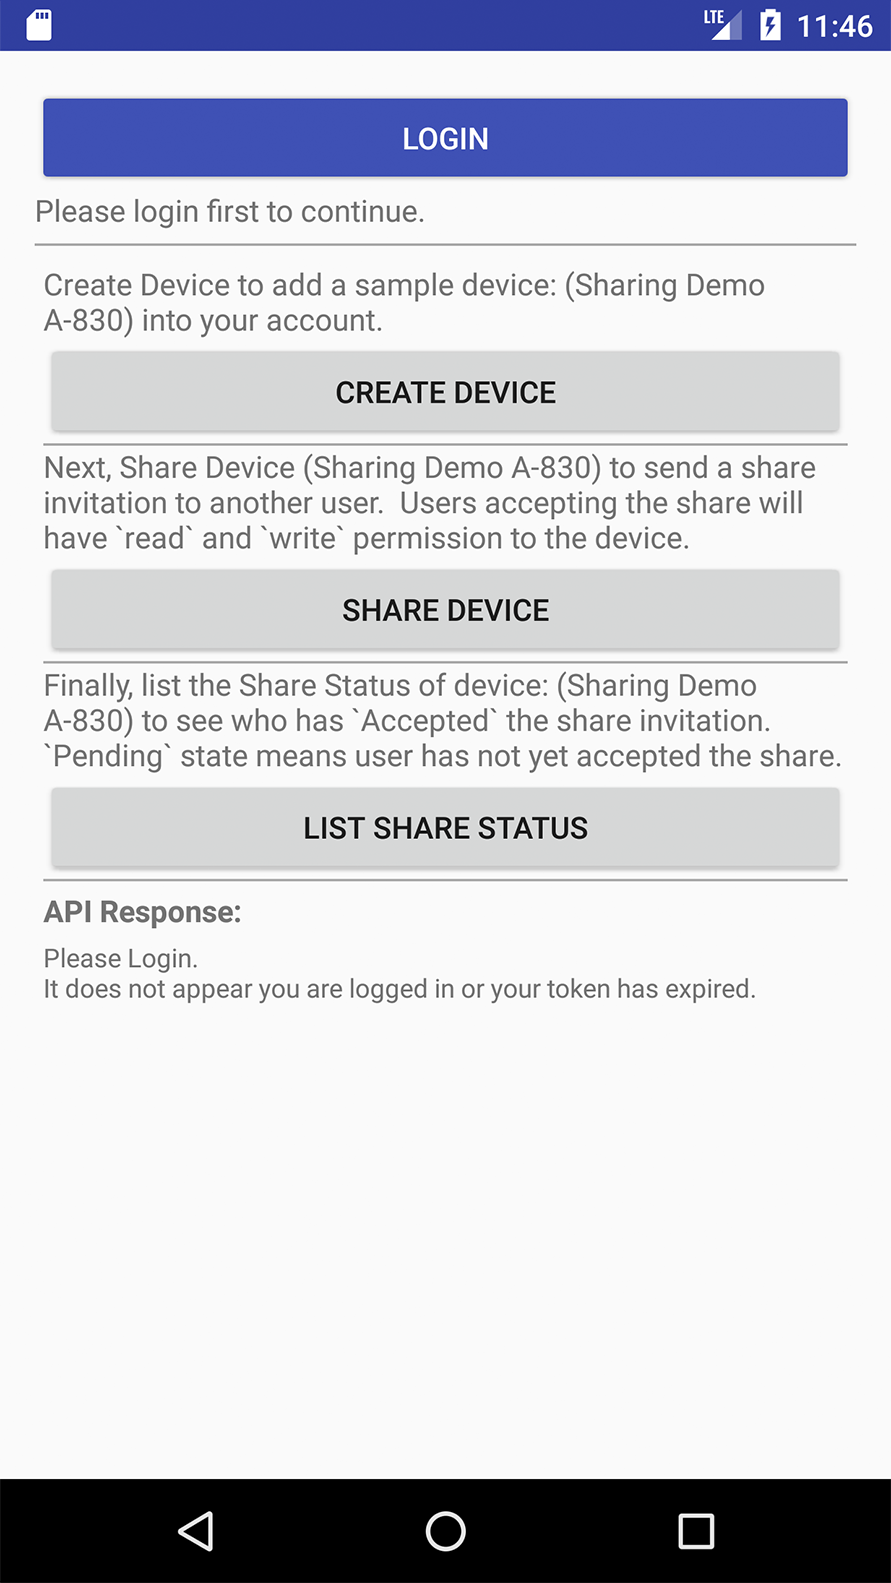 LTE 11:46
LOGIN
Please login first to continue.
Create Device to add a sample device: (Sharing Demo
A-830) into your account.
CREATE DEVICE
Next, Share Device (Sharing Demo A-830) to send a share
invitation to another user.  Users accepting the share will
have `read` and `write` permission to the device.
SHARE DEVICE
Finally, list the Share Status of device: (Sharing Demo
A-830) to see who has `Accepted` the share invitation.
`Pending` state means user has not yet accepted the share.
LIST SHARE STATUS
API Response:
Please Login.
It does not appear you are logged in or your token has expired.